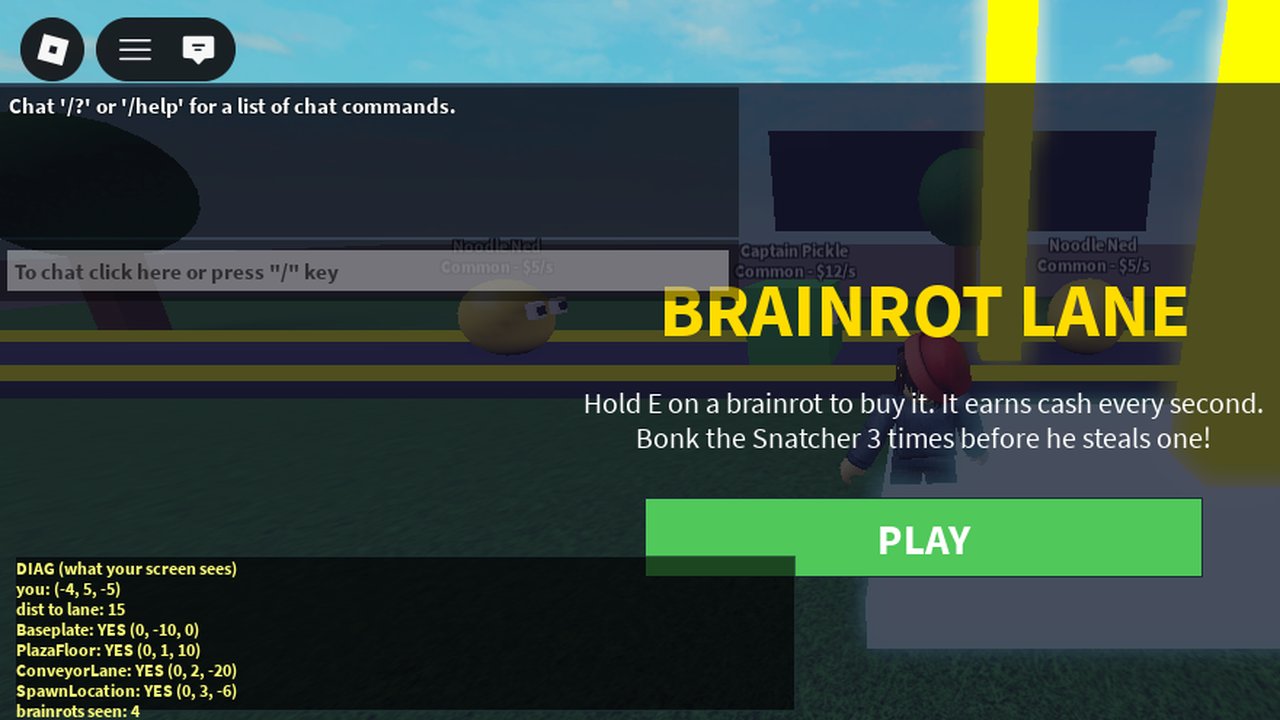 Chat '/?' or '/help' for a list of chat commands.
Noodle Ned
Common - $5/s
To chat click here or press "/" key
Captain Pickle
Common - $12/s
Noodle Ned
Common - $5/s
BRAINROT LANE
Hold E on a brainrot to buy it. It earns cash every second.
Bonk the Snatcher 3 times before he steals one!
PLAY
DIAG (what your screen sees)
you: (-4, 5, -5)
dist to lane: 15
Baseplate: YES (0, -10, 0)
PlazaFloor: YES (0, 1, 10)
ConveyorLane: YES (0, 2, -20)
SpawnLocation: YES (0, 3, -6)
brainrots seen: 4